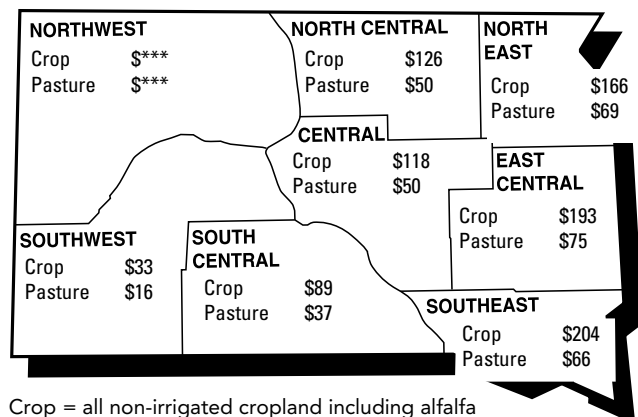 NORTHWEST
Crop $***
Pasture $***
NORTH CENTRAL
Crop $126
Pasture $50
NORTH
EAST
Crop $166
Pasture $69
CENTRAL
Crop $118
Pasture $50
EAST
CENTRAL
Crop $193
Pasture $75
SOUTHWEST
Crop $33
Pasture $16
SOUTH
CENTRAL
Crop $89
Pasture $37
SOUTHEAST
Crop $204
Pasture $66
Crop = all non-irrigated cropland including alfalfa